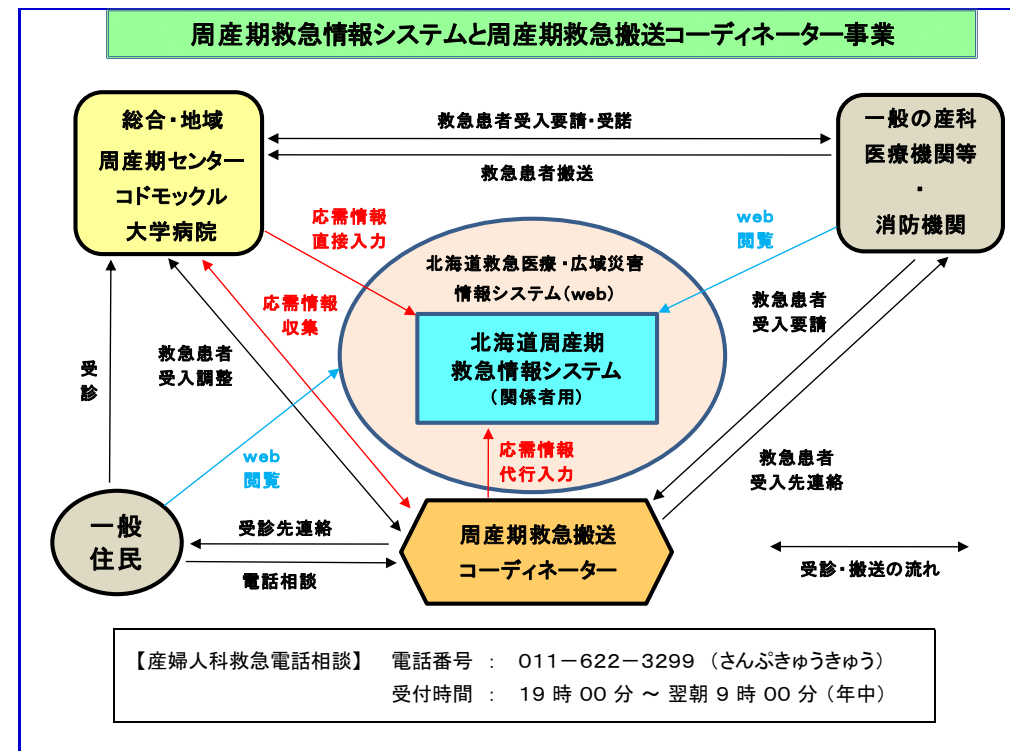 周産期救急情報システムと周産期救急搬送コーディネーター事業
総合・地域
周産期センター
コドモックル
大学病院
救急患者受入要請・受諾
救急患者搬送
一般の産科
医療機関等
・
消防機関
応需情報
直接入力
web
閲覧
北海道救急医療・広域災害
情報システム(web)
応需情報
収集
救急患者
受入要請
北海道周産期
救急情報システム
(関係者用)
救急患者
受入調整
受
診
web
閲覧
応需情報
代行入力
救急患者
受入先連絡
一般
住民
受診先連絡
電話相談
周産期救急搬送
コーディネーター
受診・搬送の流れ
【産婦人科救急電話相談】 電話番号 : 011-622-3299 (さんぷきゅうきゅう)
受付時間 : 19時00分 ~ 翌朝9時00分(年中)